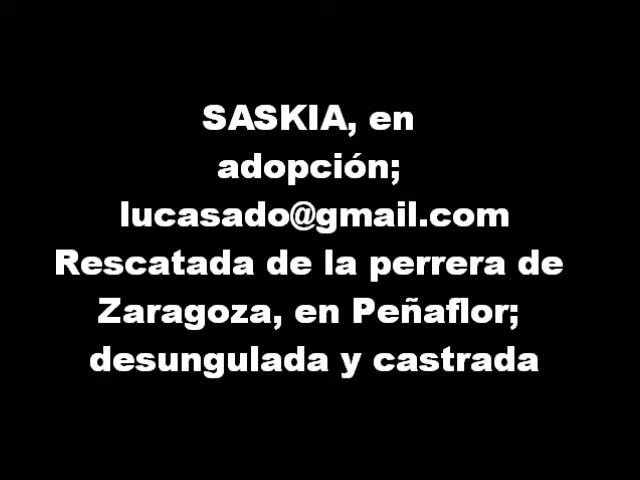 SASKIA, en
adopción;
lucasado@gmail.com
Rescatada de la perrera de
Zaragoza, en Peñaflor;
desungulada y castrada